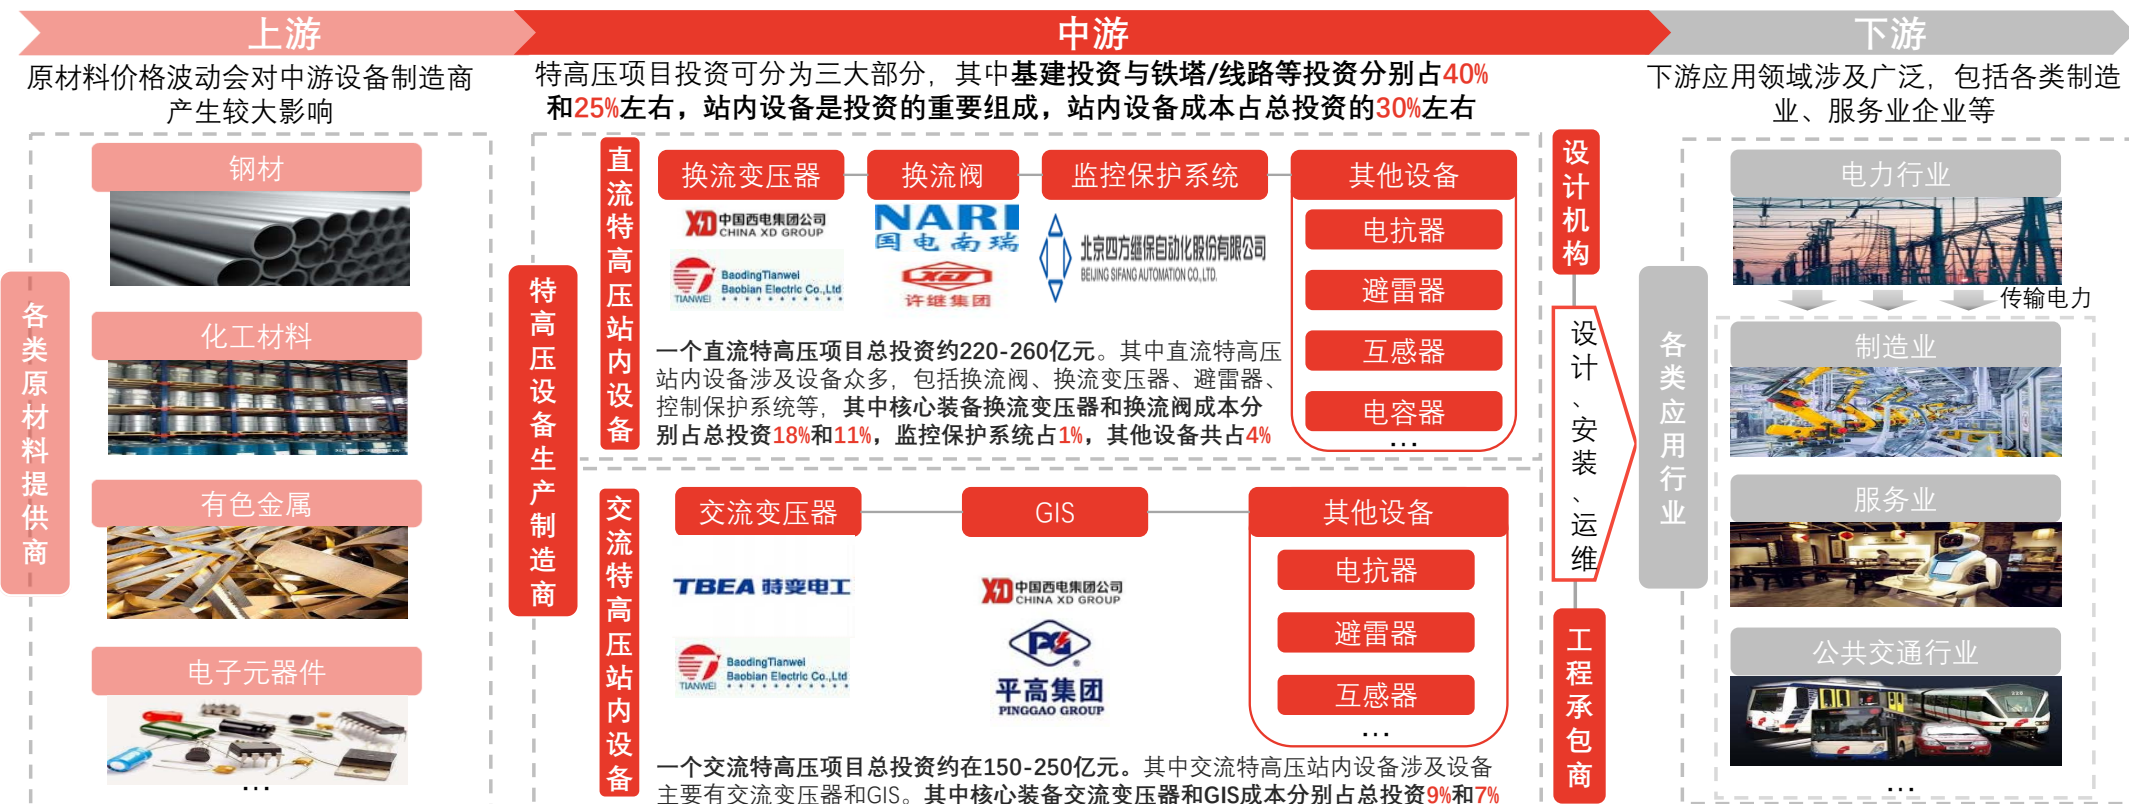 上游
中游
下游
原材料价格波动会对中游设备制造商
产生较大影响
特高压项目投资可分为三大部分，其中基建投资与铁塔/线路等投资分别占40%
和25%左右，站内设备是投资的重要组成，站内设备成本占总投资的30%左右
下游应用领域涉及广泛，包括各类制造
业、服务业企业等
各类原材料提供商
钢材
化工材料
有色金属
电子元器件
...
特高压设备生产制造商
直流特高压站内设备
换流变压器
换流阀
监控保护系统
其他设备
XD 中国西电集团公司
CHINA XD GROUP
TIANWEI
BaodingTianwei
Baobian Electric Co.,Ltd
NARI
国电南瑞
XJ
许继集团
北京四方继保自动化股份有限公司
BEIJING SIFANG AUTOMATION CO.,LTD.
电抗器
避雷器
互感器
电容器
...
一个直流特高压项目总投资约220-260亿元。其中直流特高压
站内设备涉及设备众多，包括换流阀、换流变压器、避雷器、
控制保护系统等，其中核心装备换流变压器和换流阀成本分
别占总投资18%和11%，监控保护系统占1%，其他设备共占4%
交流特高压站内设备
交流变压器
GIS
其他设备
TBEA 特变电工
TIANWEI
BaodingTianwei
Baobian Electric Co.,Ltd
XD 中国西电集团公司
CHINA XD GROUP
PG
平高集团
PINGGAO GROUP
电抗器
避雷器
互感器
...
一个交流特高压项目总投资约在150-250亿元。其中交流特高压站内设备涉及设备
主要有交流变压器和GIS。其中核心装备交流变压器和GIS成本分别占总投资9%和7%
设计机构
设计、安装、运维
工程承包商
各类应用行业
电力行业
传输电力
制造业
服务业
公共交通行业
...